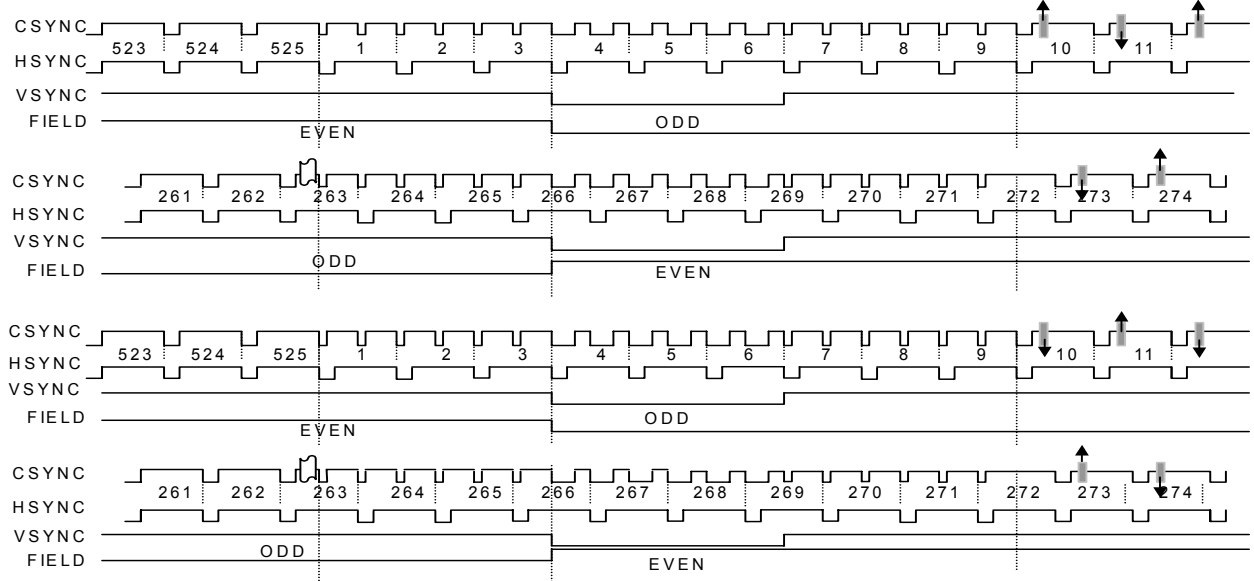 CSYNC
523 524 525 1 2 3 4 5 6 7 8 9 10 11
HSYNC
VSYNC
FIELD
EVEN ODD
CSYNC
261 262 263 264 265 266 267 268 269 270 271 272 273 274
HSYNC
VSYNC
ODD
FIELD EVEN
CSYNC
523 524 525 1 2 3 4 5 6 7 8 9 10 11
HSYNC
VSYNC
FIELD ODD
EVEN
CSYNC
261 262 263 264 265 266 267 268 269 270 271 272 273 274
HSYNC
VSYNC
ODD
FIELD EVEN